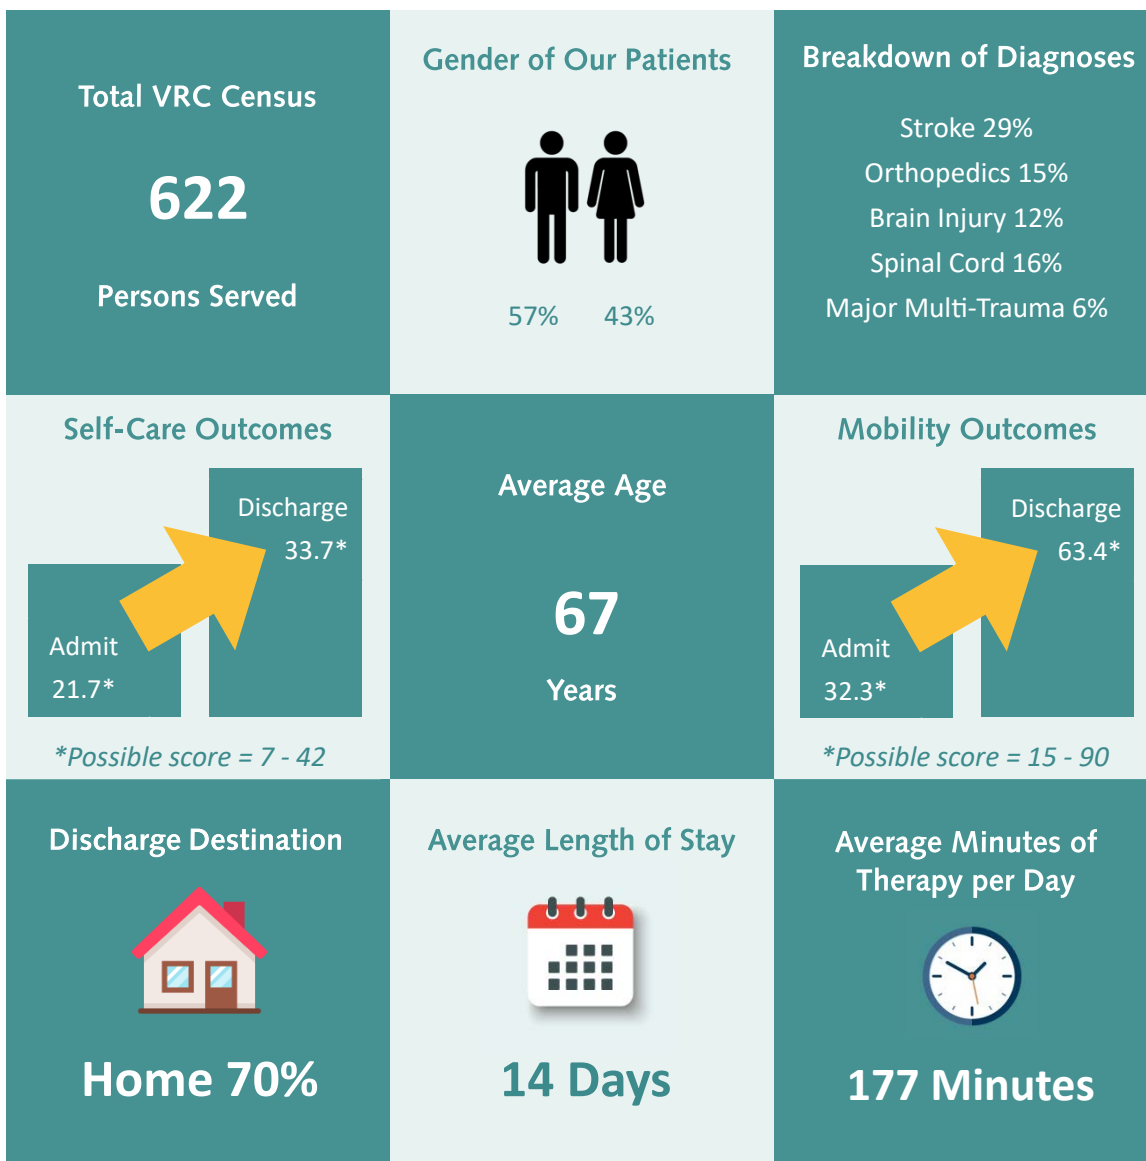 Total VRC Census
622
Persons Served
Gender of Our Patients
57% 43%
Breakdown of Diagnoses
Stroke 29%
Orthopedics 15%
Brain Injury 12%
Spinal Cord 16%
Major Multi-Trauma 6%
Self-Care Outcomes
Discharge
33.7*
Admit
21.7*
*Possible score = 7 - 42
Average Age
67
Years
Mobility Outcomes
Discharge
63.4*
Admit
32.3*
*Possible score = 15 - 90
Discharge Destination
Home 70%
Average Length of Stay
14 Days
Average Minutes of
Therapy per Day
177 Minutes